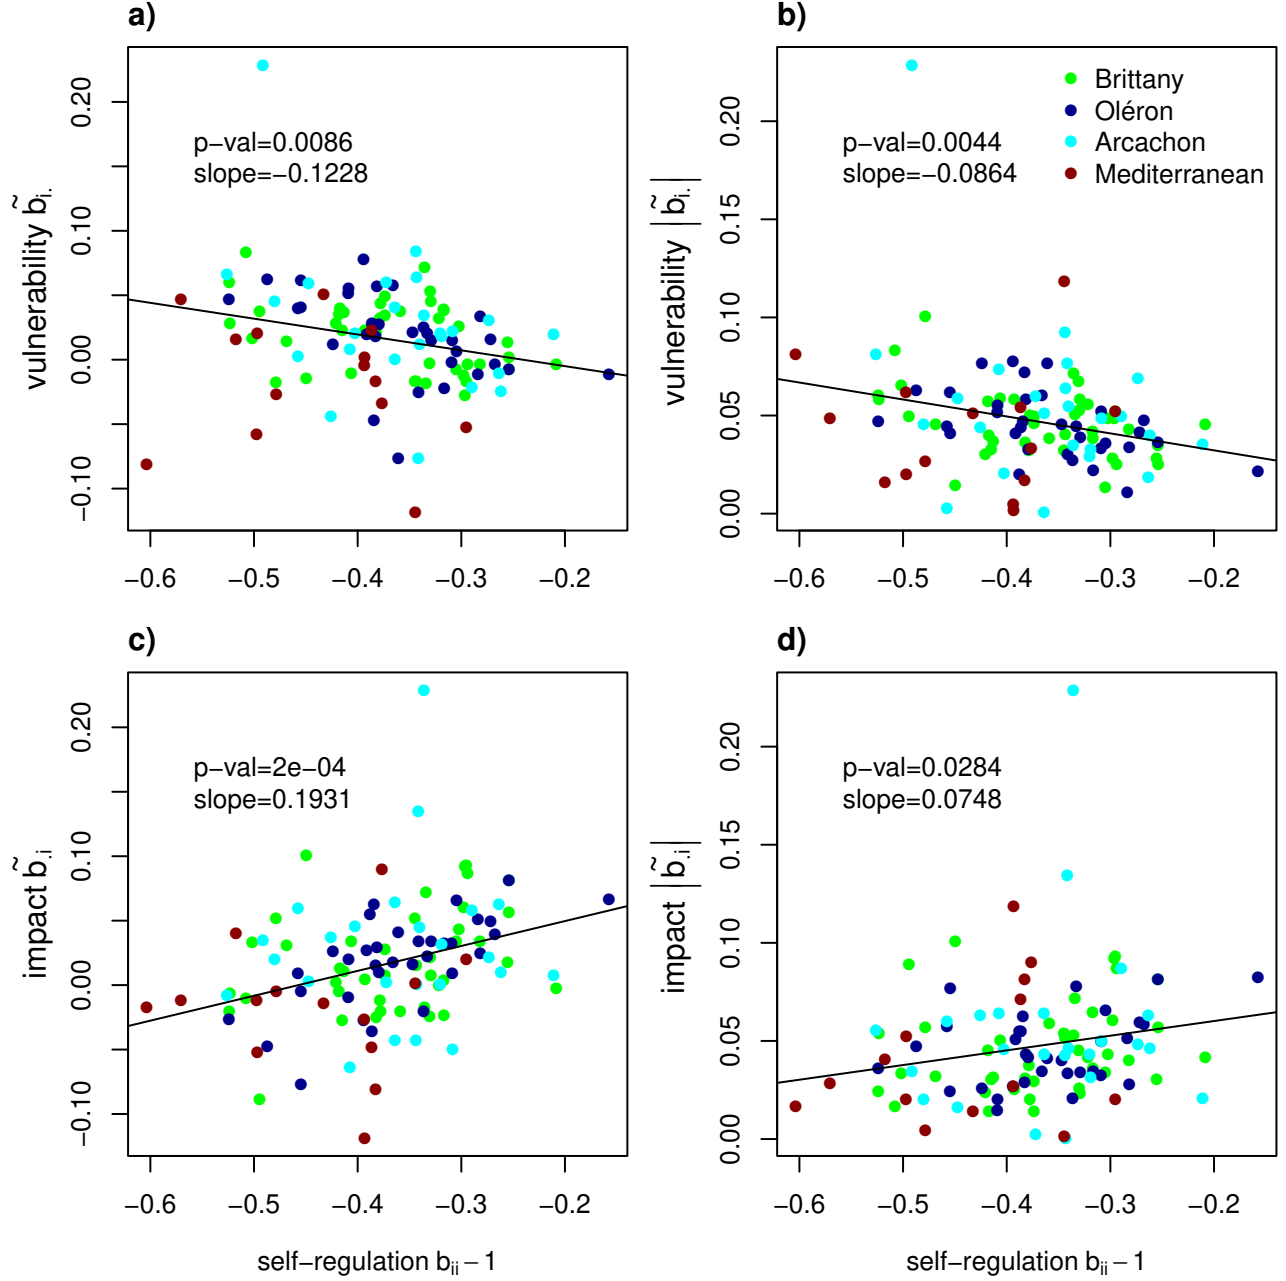 a)
vulnerability b̃i.
0.20
0.10
0.00
−0.10
p−val=0.0086
slope=−0.1228
−0.6 −0.5 −0.4 −0.3 −0.2
b)
vulnerability |b̃i.|
0.20
0.15
0.10
0.05
0.00
p−val=0.0044
slope=−0.0864
Brittany
Oléron
Arcachon
Mediterranean
−0.6 −0.5 −0.4 −0.3 −0.2
c)
impact b̃.i
0.20
0.10
0.00
−0.10
p−val=2e−04
slope=0.1931
−0.6 −0.5 −0.4 −0.3 −0.2
self−regulation bii − 1
d)
impact |b̃.i|
0.20
0.15
0.10
0.05
0.00
p−val=0.0284
slope=0.0748
−0.6 −0.5 −0.4 −0.3 −0.2
self−regulation bii − 1